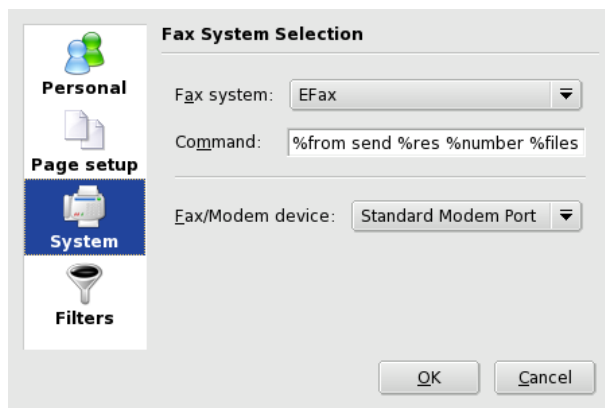 Fax System Selection
Personal
Page setup
System
Filters
Fax system: EFax
Command: %from send %res %number %files
Fax/Modem device: Standard Modem Port
OK Cancel